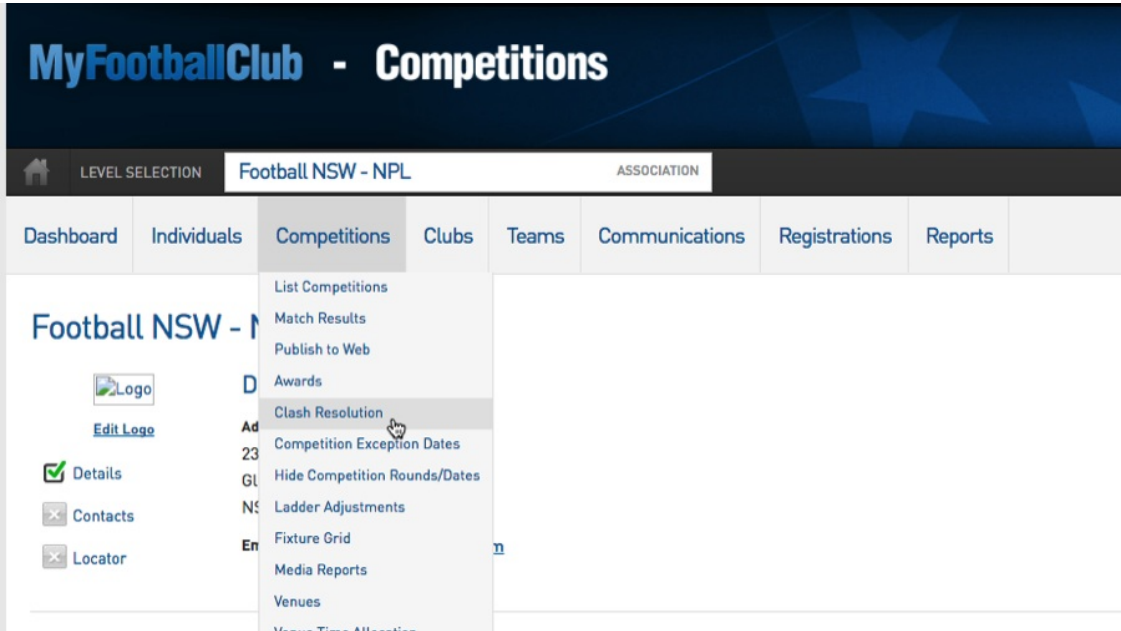 MyFootballClub - Competitions
LEVEL SELECTION Football NSW - NPL ASSOCIATION
Dashboard Individuals Competitions Clubs Teams Communications Registrations Reports
List Competitions
Match Results
Publish to Web
Awards
Clash Resolution
Competition Exception Dates
Hide Competition Rounds/Dates
Ladder Adjustments
Fixture Grid
Media Reports
Venues
Football NSW -
Logo
Edit Logo
Details
Contacts
Locator
D
Ad
23
GL
NS
Em
m